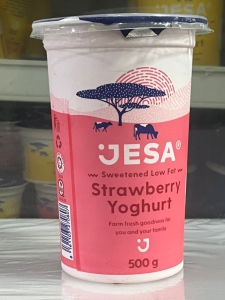 JESA®
Sweetened Low Fat
Strawberry
Yoghurt
Farm fresh goodness for
you and your family
500 g